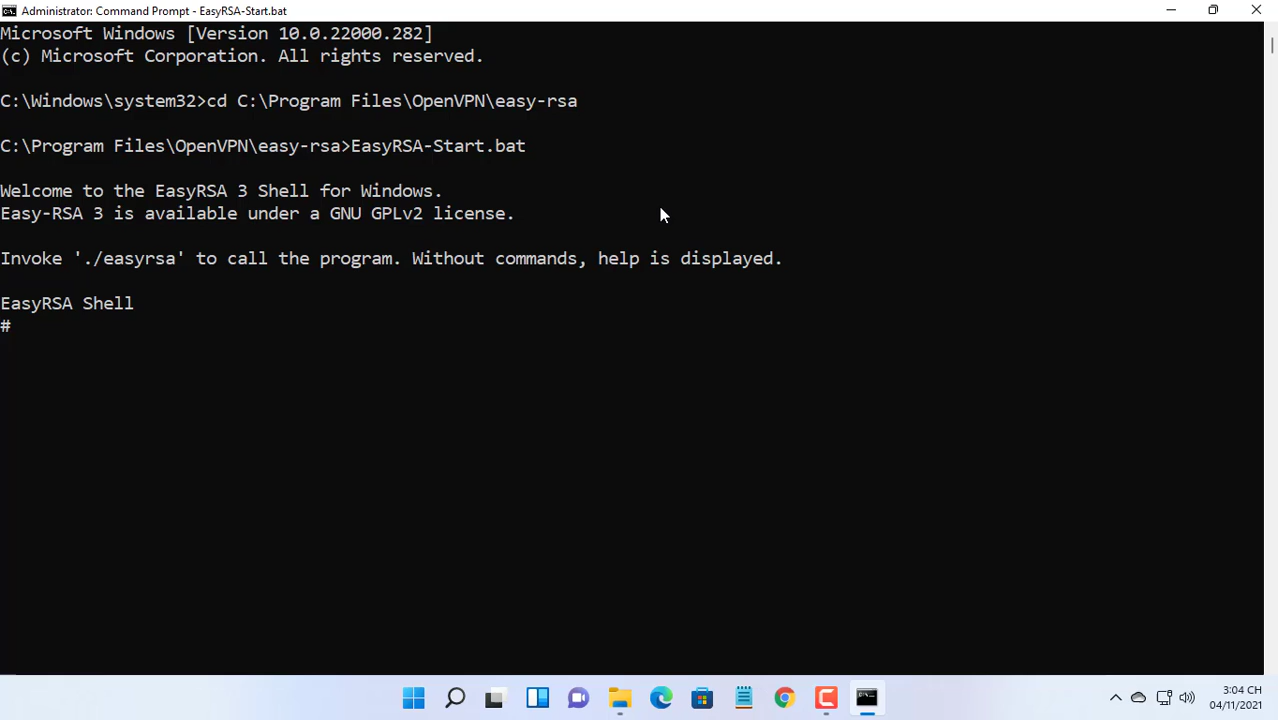 Administrator: Command Prompt - EasyRSA-Start.bat
Microsoft Windows [Version 10.0.22000.282]
(c) Microsoft Corporation. All rights reserved.
C:\Windows\system32>cd C:\Program Files\OpenVPN\easy-rsa
C:\Program Files\OpenVPN\easy-rsa>EasyRSA-Start.bat
Welcome to the EasyRSA 3 Shell for Windows.
Easy-RSA 3 is available under a GNU GPLv2 license.
Invoke './easyrsa' to call the program. Without commands, help is displayed.
EasyRSA Shell
#
3:04 CH
04/11/2021